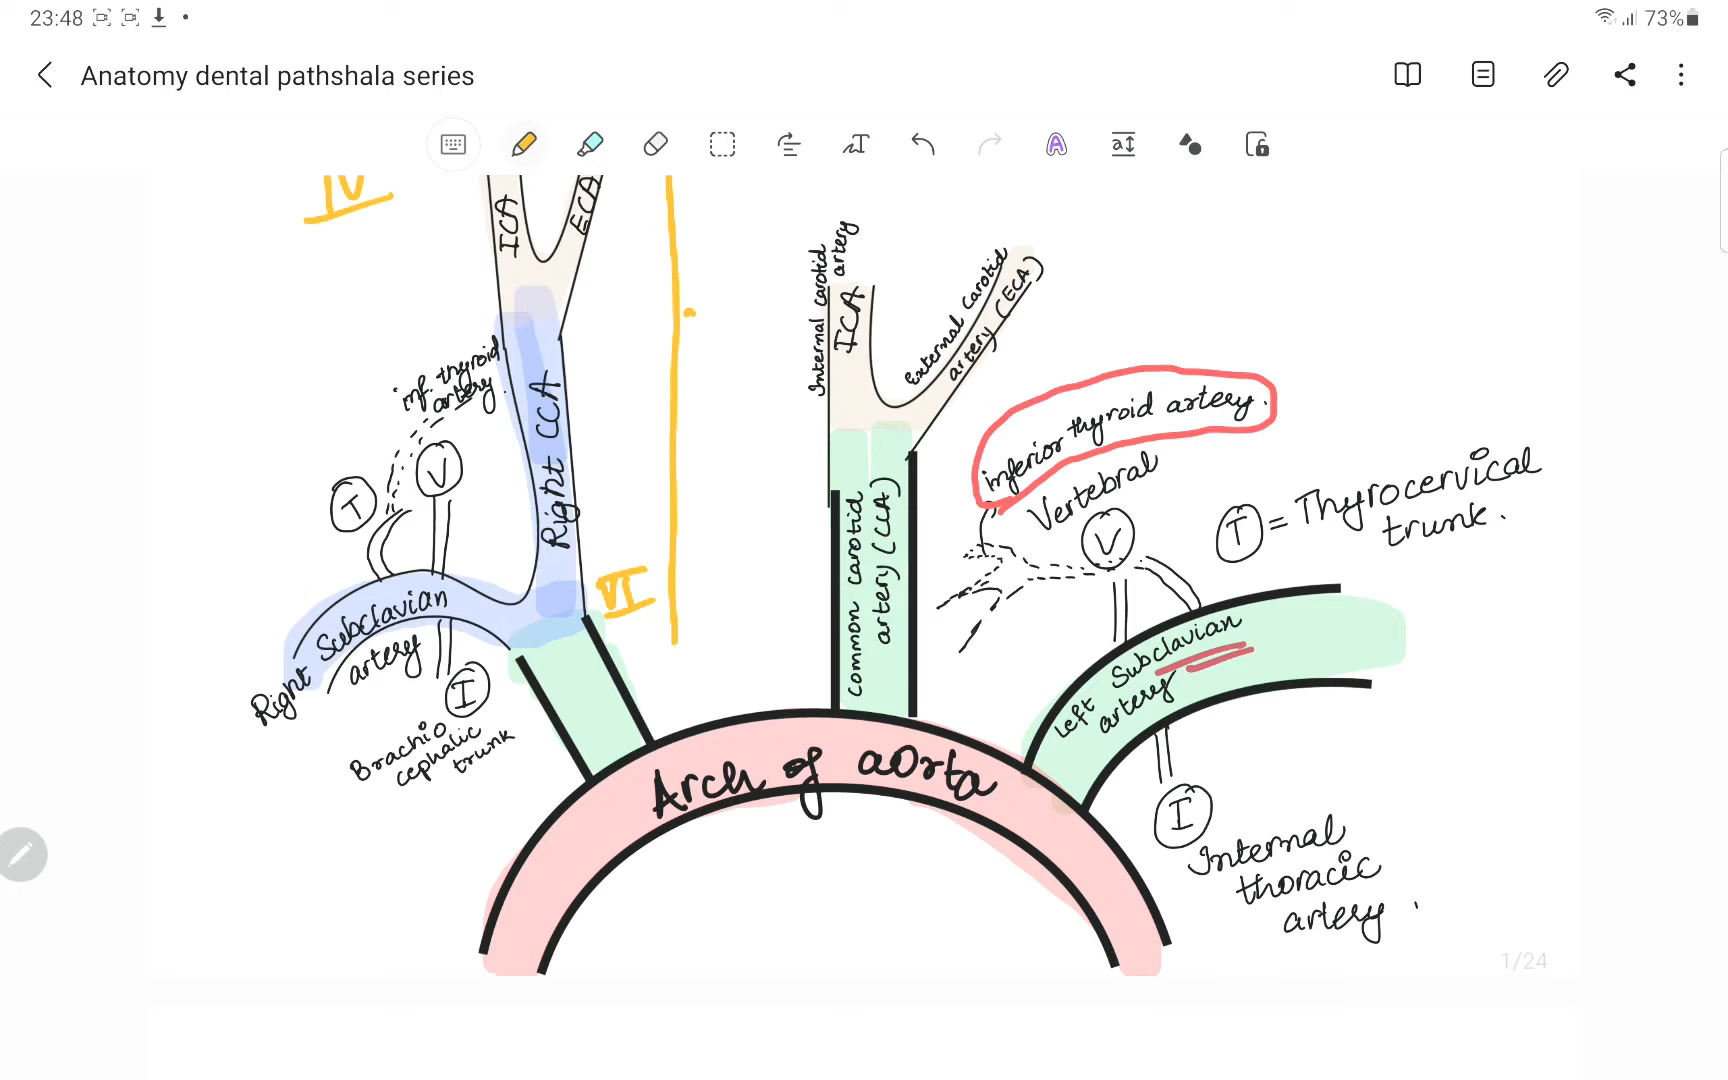 23:48
73%
Anatomy dental pathshala series
IV
ICA
ECA
Internal carotid
artery
ICA
External carotid
artery (ECA)
inf. thyroid
artery.
T
V
Right CCA
VI
Right Subclavian
artery
I
Brachio
cephalic
trunk
common carotid
artery (CCA)
inferior thyroid artery.
Vertebral
V
T = Thyrocervical
trunk.
Left Subclavian
artery
Arch of aorta
I
Internal
thoracic
artery.
1/24